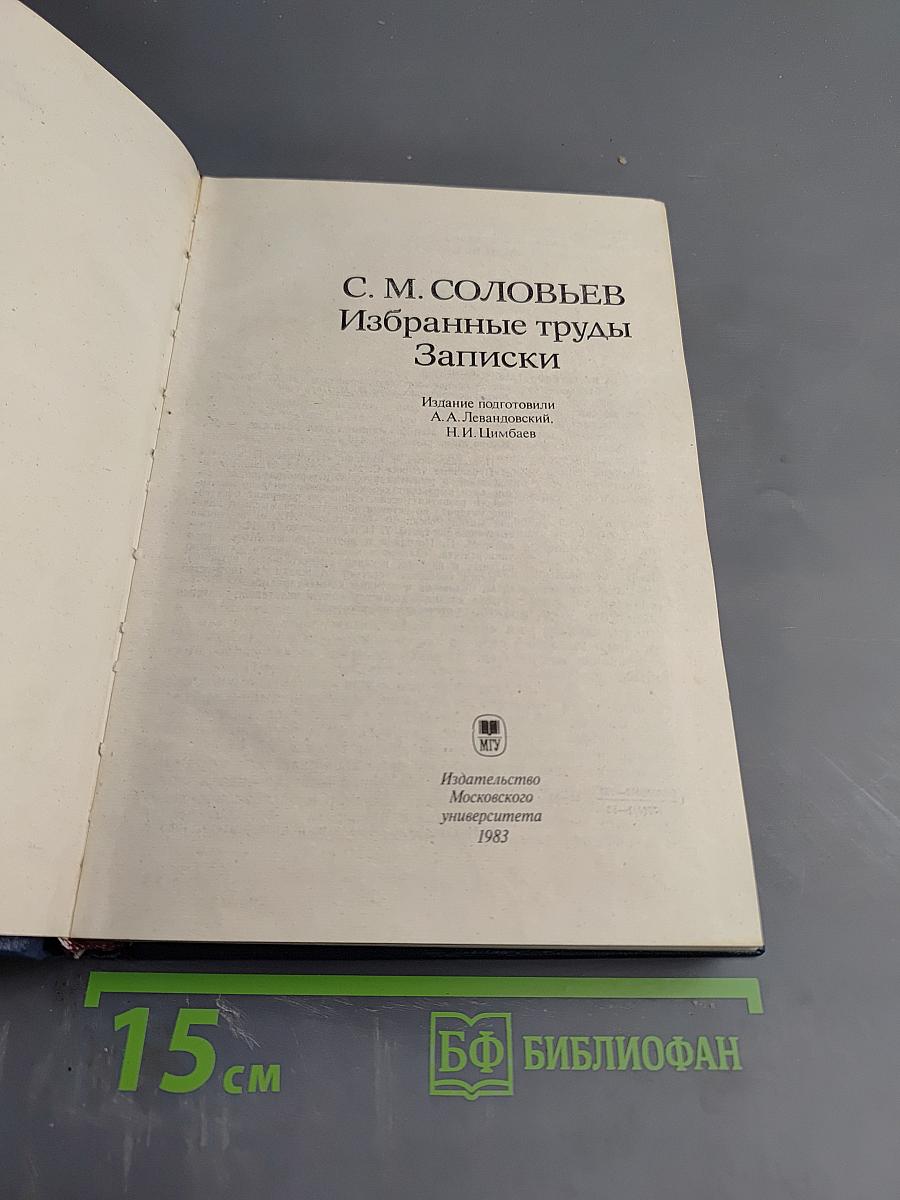 С. М. СОЛОВЬЕВ
Избранные труды
Записки
Издание подготовили
А. А. Левандовский,
Н. И. Цимбаев
МГУ
Издательство
Московского
университета
1983
15 см
БФ БИБЛИОФАН